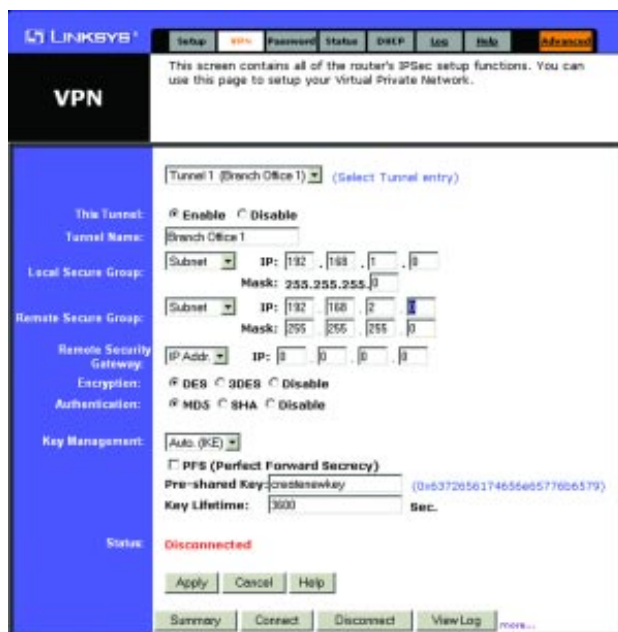 LINKSYS®
Setup VPN Password Status DHCP Log Help Advanced
VPN
This screen contains all of the router's IPSec setup functions. You can
use this page to setup your Virtual Private Network.
Tunnel 1 (Branch Office 1) (Select Tunnel entry)
This Tunnel: Enable Disable
Tunnel Name: Branch Office 1
Local Secure Group: Subnet IP: 192 . 168 . 1 . 0
Mask: 255.255.255. 0
Remote Secure Group: Subnet IP: 192 . 168 . 2 . 0
Mask: 255 . 255 . 255 . 0
Remote Security Gateway: IP Addr. IP: 0 . 0 . 0 . 0
Encryption: DES 3DES Disable
Authentication: MD5 SHA Disable
Key Management: Auto. (IKE)
PFS (Perfect Forward Secrecy)
Pre-shared Key: createnewkey (0x6372656174656e65776b6579)
Key Lifetime: 3600 Sec.
Status: Disconnected
Apply Cancel Help
Summary Connect Disconnect View Log more...